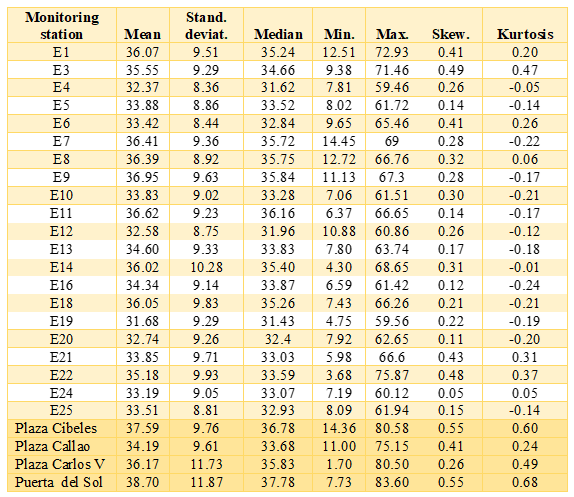 Monitoring station Mean Stand. deviat. Median Min. Max. Skew. Kurtosis
E1 36.07 9.51 35.24 12.51 72.93 0.41 0.20
E3 35.55 9.29 34.66 9.38 71.46 0.49 0.47
E4 32.37 8.36 31.62 7.81 59.46 0.26 -0.05
E5 33.88 8.86 33.52 8.02 61.72 0.14 -0.14
E6 33.42 8.44 32.84 9.65 65.46 0.41 0.26
E7 36.41 9.36 35.72 14.45 69 0.28 -0.22
E8 36.39 8.92 35.75 12.72 66.76 0.32 0.06
E9 36.95 9.63 35.84 11.13 67.3 0.28 -0.17
E10 33.83 9.02 33.28 7.06 61.51 0.30 -0.21
E11 36.62 9.23 36.16 6.37 66.65 0.14 -0.17
E12 32.58 8.75 31.96 10.88 60.86 0.26 -0.12
E13 34.60 9.33 33.83 7.80 63.74 0.17 -0.18
E14 36.02 10.28 35.40 4.30 68.65 0.31 -0.01
E16 34.34 9.14 33.87 6.59 61.42 0.12 -0.24
E18 36.05 9.83 35.26 7.43 66.26 0.21 -0.21
E19 31.68 9.29 31.43 4.75 59.56 0.22 -0.19
E20 32.74 9.26 32.4 7.92 62.65 0.11 -0.20
E21 33.85 9.71 33.03 5.98 66.6 0.43 0.31
E22 35.18 9.93 33.59 3.68 75.87 0.48 0.37
E24 33.19 9.05 33.07 7.19 60.12 0.05 0.05
E25 33.51 8.81 32.93 8.09 61.94 0.15 -0.14
Plaza Cibeles 37.59 9.76 36.78 14.36 80.58 0.55 0.60
Plaza Callao 34.19 9.61 33.68 11.00 75.15 0.41 0.24
Plaza Carlos V 36.17 11.73 35.83 1.70 80.50 0.26 0.49
Puerta del Sol 38.70 11.87 37.78 7.73 83.60 0.55 0.68